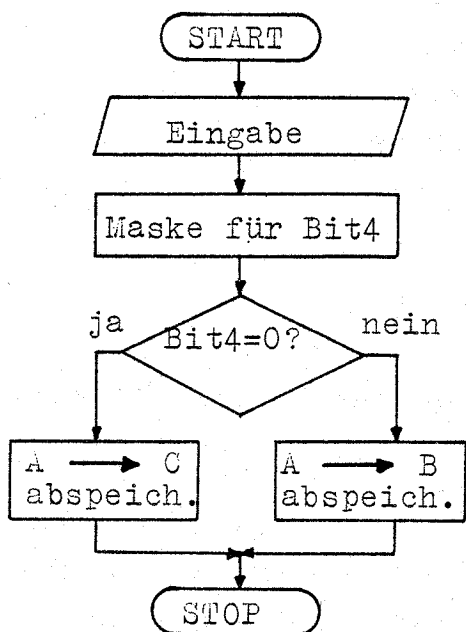 START
Eingabe
Maske für Bit4
ja
nein
Bit4=0?
A → C
abspeich.
A → B
abspeich.
STOP